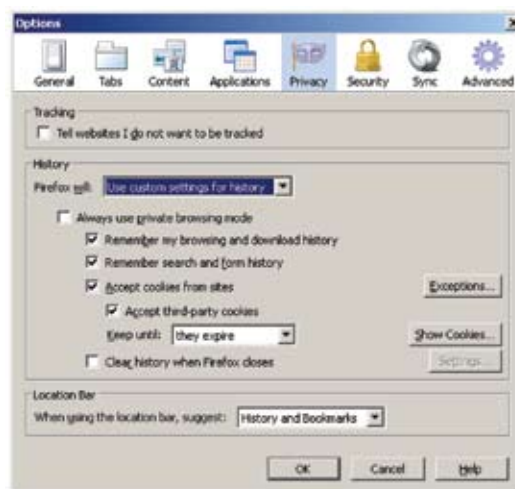 Options
General Tabs Content Applications Privacy Security Sync Advanced
Tracking
Tell websites I do not want to be tracked
History
Firefox will: Use custom settings for history
Always use private browsing mode
Remember my browsing and download history
Remember search and form history
Accept cookies from sites Exceptions...
Accept third-party cookies
Keep until: they expire Show Cookies...
Clear history when Firefox closes Settings...
Location Bar
When using the location bar, suggest: History and Bookmarks
OK Cancel Help